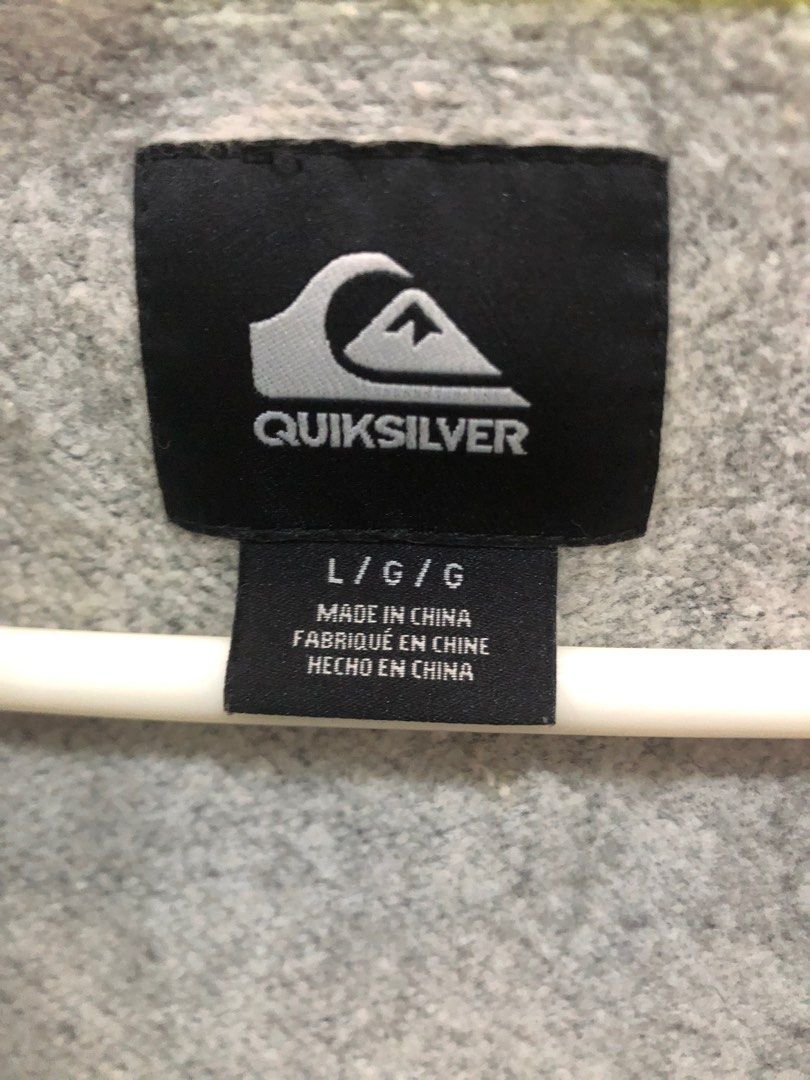 QUIKSILVER
L / G / G
MADE IN CHINA
FABRIQUÉ EN CHINE
HECHO EN CHINA